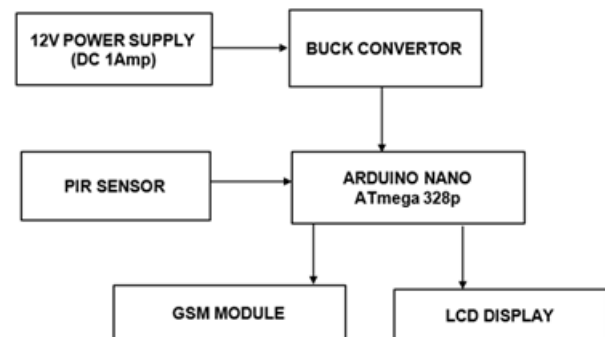 12V POWER SUPPLY
(DC 1Amp)
BUCK CONVERTOR
PIR SENSOR
ARDUINO NANO
ATmega 328p
GSM MODULE
LCD DISPLAY